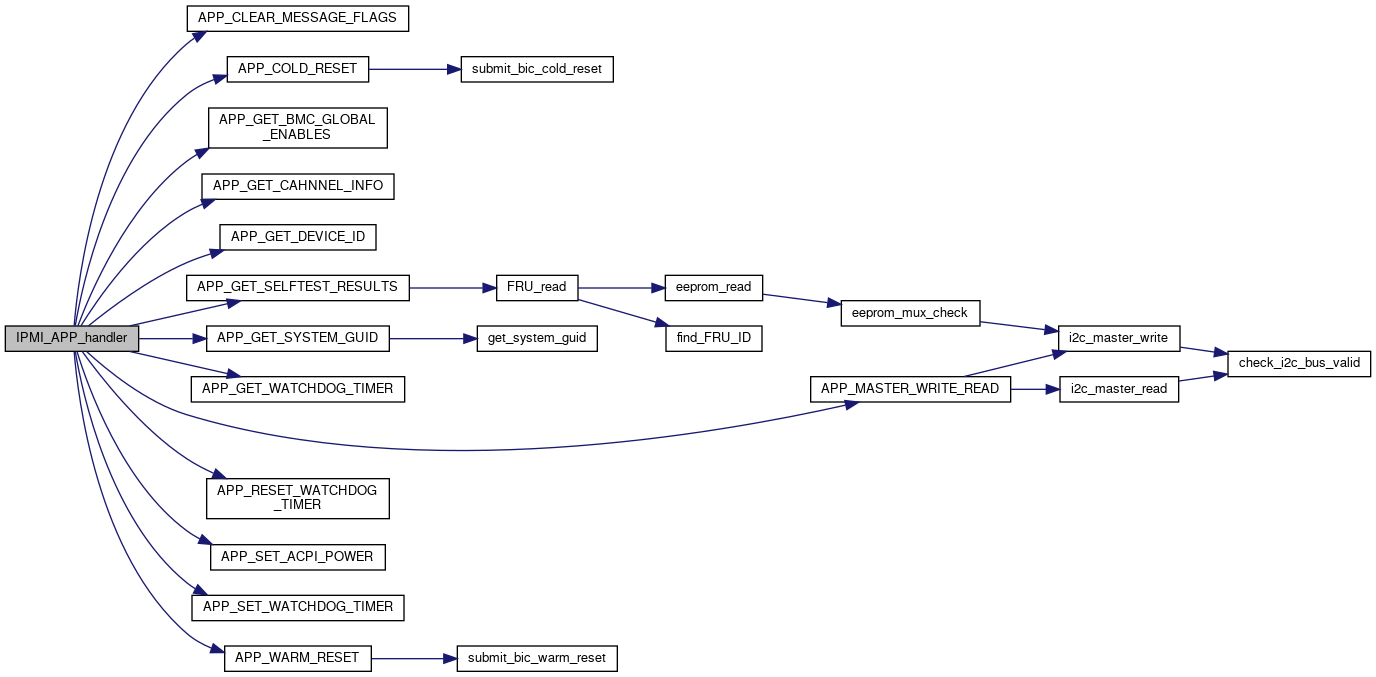 APP_CLEAR_MESSAGE_FLAGS
APP_COLD_RESET
submit_bic_cold_reset
APP_GET_BMC_GLOBAL
_ENABLES
APP_GET_CAHNNEL_INFO
APP_GET_DEVICE_ID
APP_GET_SELFTEST_RESULTS
FRU_read
eeprom_read
eeprom_mux_check
IPMI_APP_handler
APP_GET_SYSTEM_GUID
get_system_guid
find_FRU_ID
i2c_master_write
check_i2c_bus_valid
APP_GET_WATCHDOG_TIMER
APP_MASTER_WRITE_READ
i2c_master_read
APP_RESET_WATCHDOG
_TIMER
APP_SET_ACPI_POWER
APP_SET_WATCHDOG_TIMER
APP_WARM_RESET
submit_bic_warm_reset